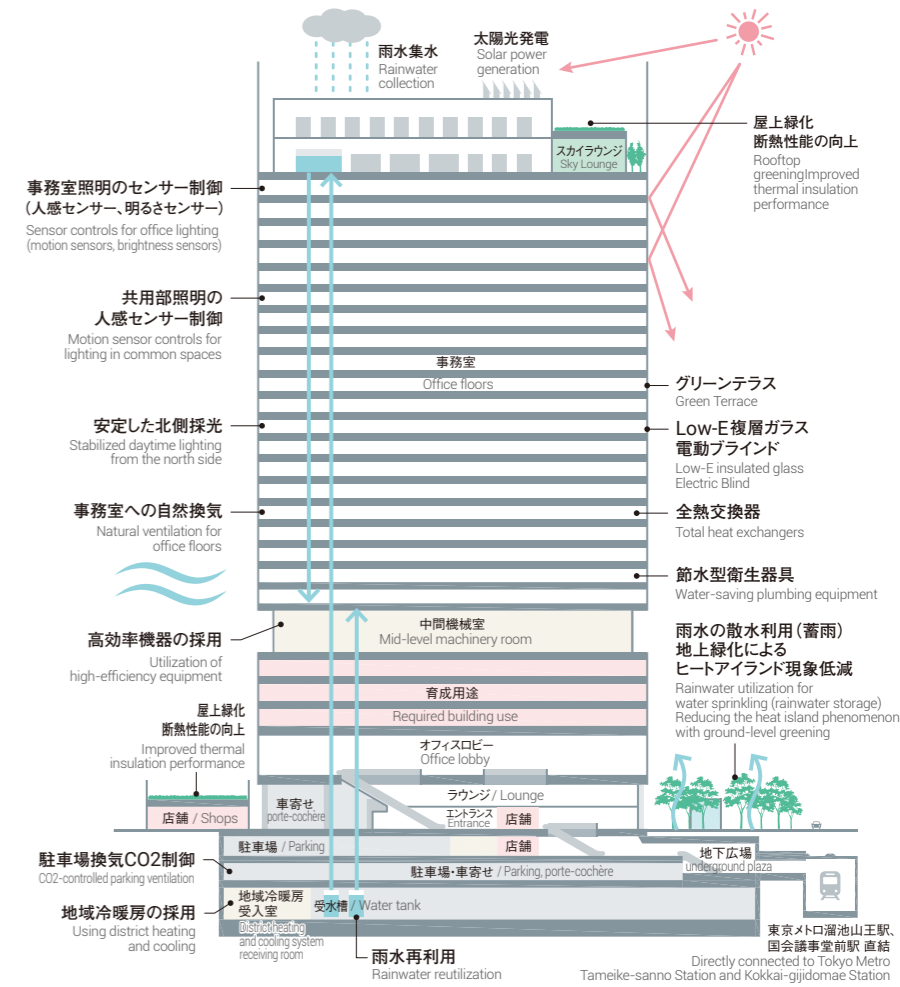 雨水集水
Rainwater
collection
太陽光発電
Solar power
generation
屋上緑化
断熱性能の向上
Rooftop
greeningImproved
thermal insulation
performance
スカイラウンジ
Sky Lounge
事務室照明のセンサー制御
（人感センサー、明るさセンサー）
Sensor controls for office lighting
(motion sensors, brightness sensors)
共用部照明の
人感センサー制御
Motion sensor controls for
lighting in common spaces
事務室
Office floors
グリーンテラス
Green Terrace
安定した北側採光
Stabilized daytime lighting
from the north side
Low-E複層ガラス
電動ブラインド
Low-E insulated glass
Electric Blind
事務室への自然換気
Natural ventilation for
office floors
全熱交換器
Total heat exchangers
節水型衛生器具
Water-saving plumbing equipment
高効率機器の採用
Utilization of
high-efficiency equipment
中間機械室
Mid-level machinery room
雨水の散水利用（蓄雨）
地上緑化による
ヒートアイランド現象低減
Rainwater utilization for
water sprinkling (rainwater storage)
Reducing the heat island phenomenon
with ground-level greening
育成用途
Required building use
屋上緑化
断熱性能の向上
Improved thermal
insulation performance
オフィスロビー
Office lobby
店舗 / Shops
車寄せ
porte-cochère
ラウンジ / Lounge
エントランス
Entrance
店舗
駐車場 / Parking
店舗
地下広場
underground plaza
駐車場換気CO2制御
CO2-controlled parking ventilation
駐車場・車寄せ / Parking, porte-cochère
地域冷暖房の採用
Using district heating
and cooling
地域冷暖房
受入室
District heating
and cooling system
receiving room
受水槽 / Water tank
雨水再利用
Rainwater reutilization
東京メトロ溜池山王駅、
国会議事堂前駅 直結
Directly connected to Tokyo Metro
Tameike-sanno Station and Kokkai-gijidomae Station